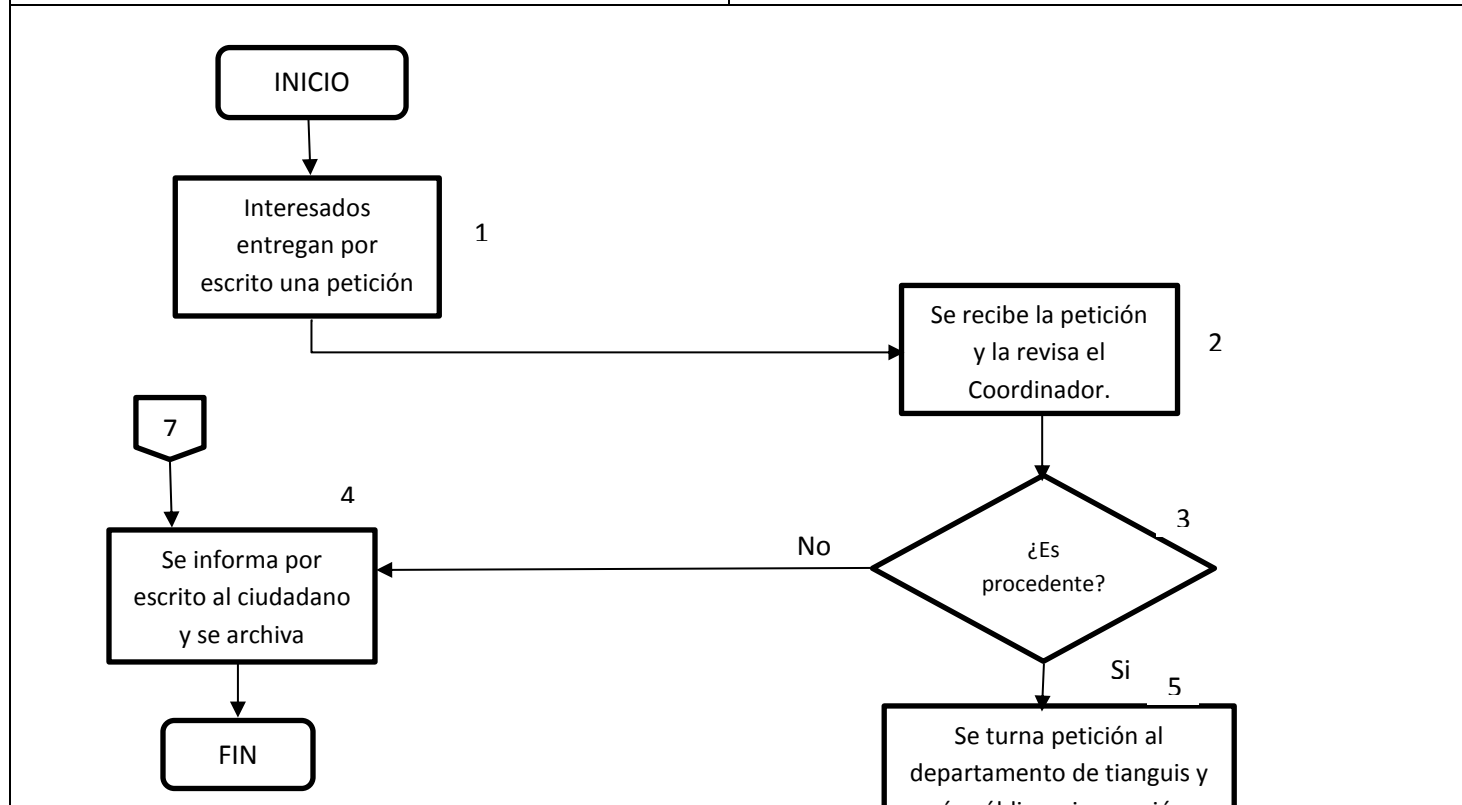 INICIO
Interesados
entregan por
escrito una petición
1
Se recibe la petición
y la revisa el
Coordinador.
2
7
4
Se informa por
escrito al ciudadano
y se archiva
No
3
¿Es
procedente?
Si
5
FIN
Se turna petición al
departamento de tianguis y